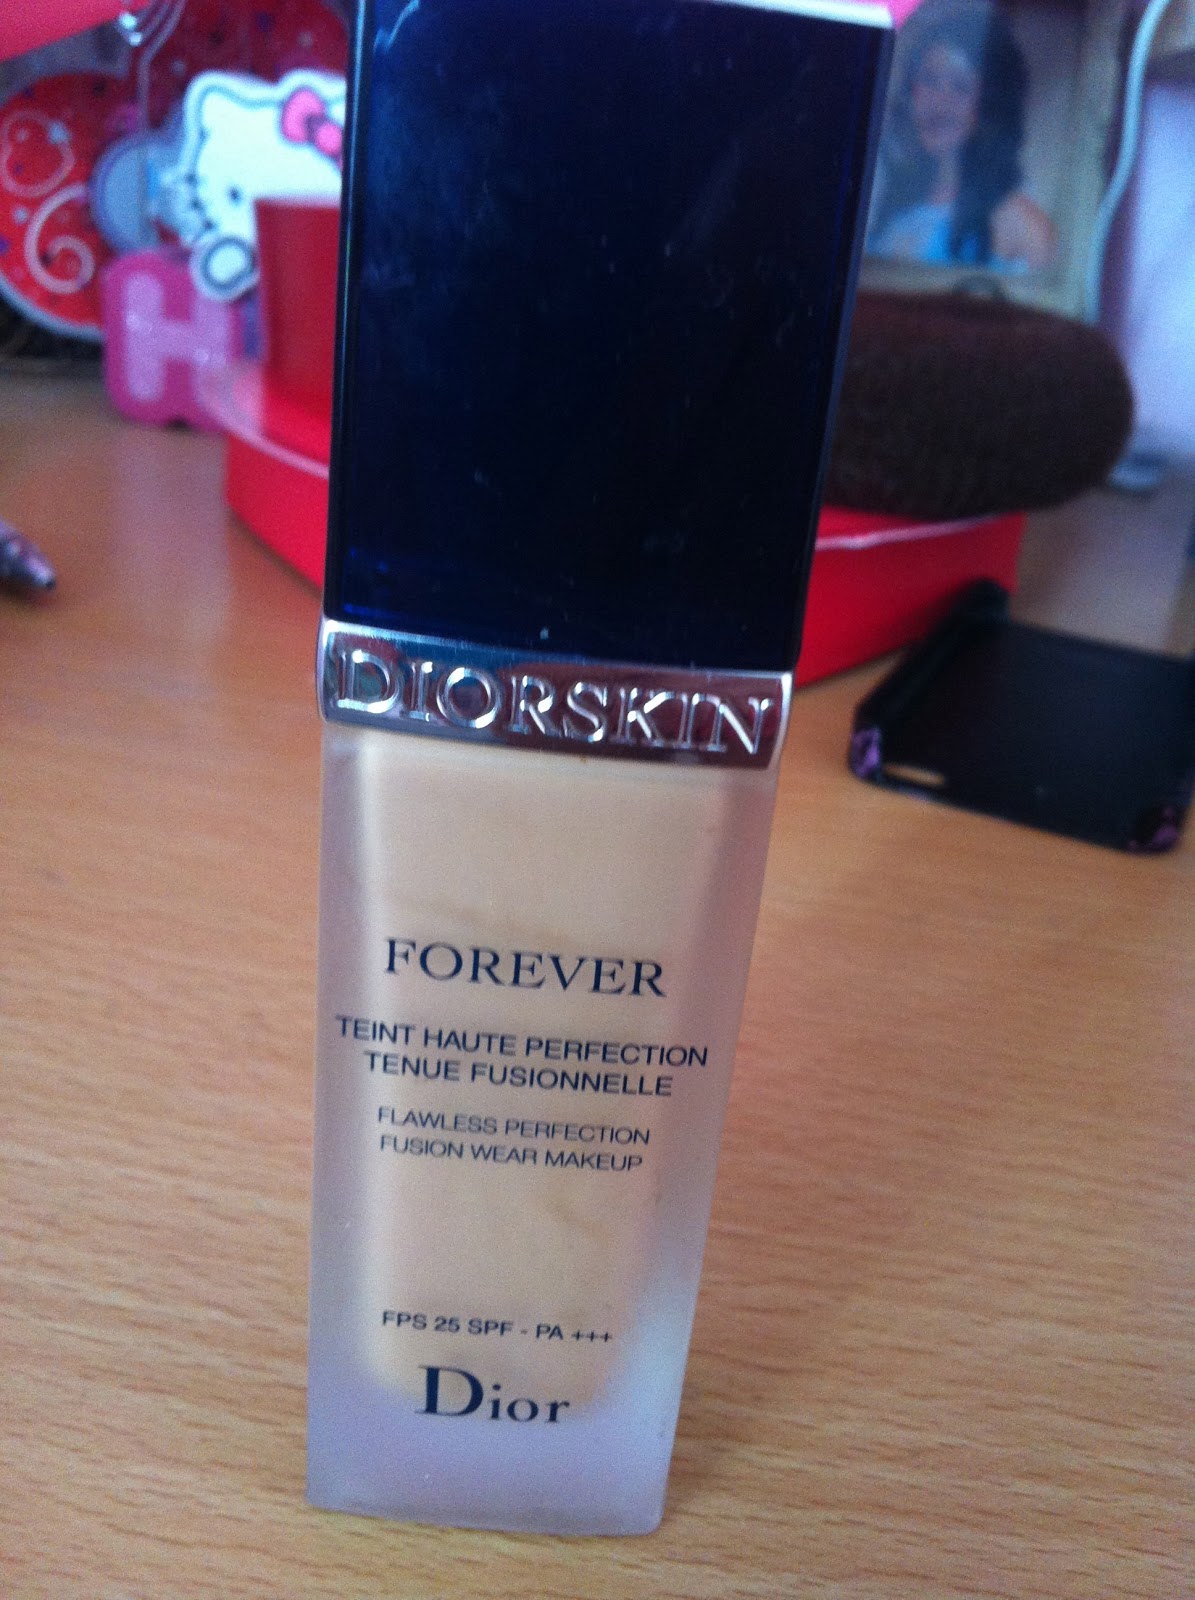 DIORSKIN
FOREVER
TEINT HAUTE PERFECTION
TENUE FUSIONNELLE
FLAWLESS PERFECTION
FUSION WEAR MAKEUP
FPS 25 SPF - PA +++
Dior